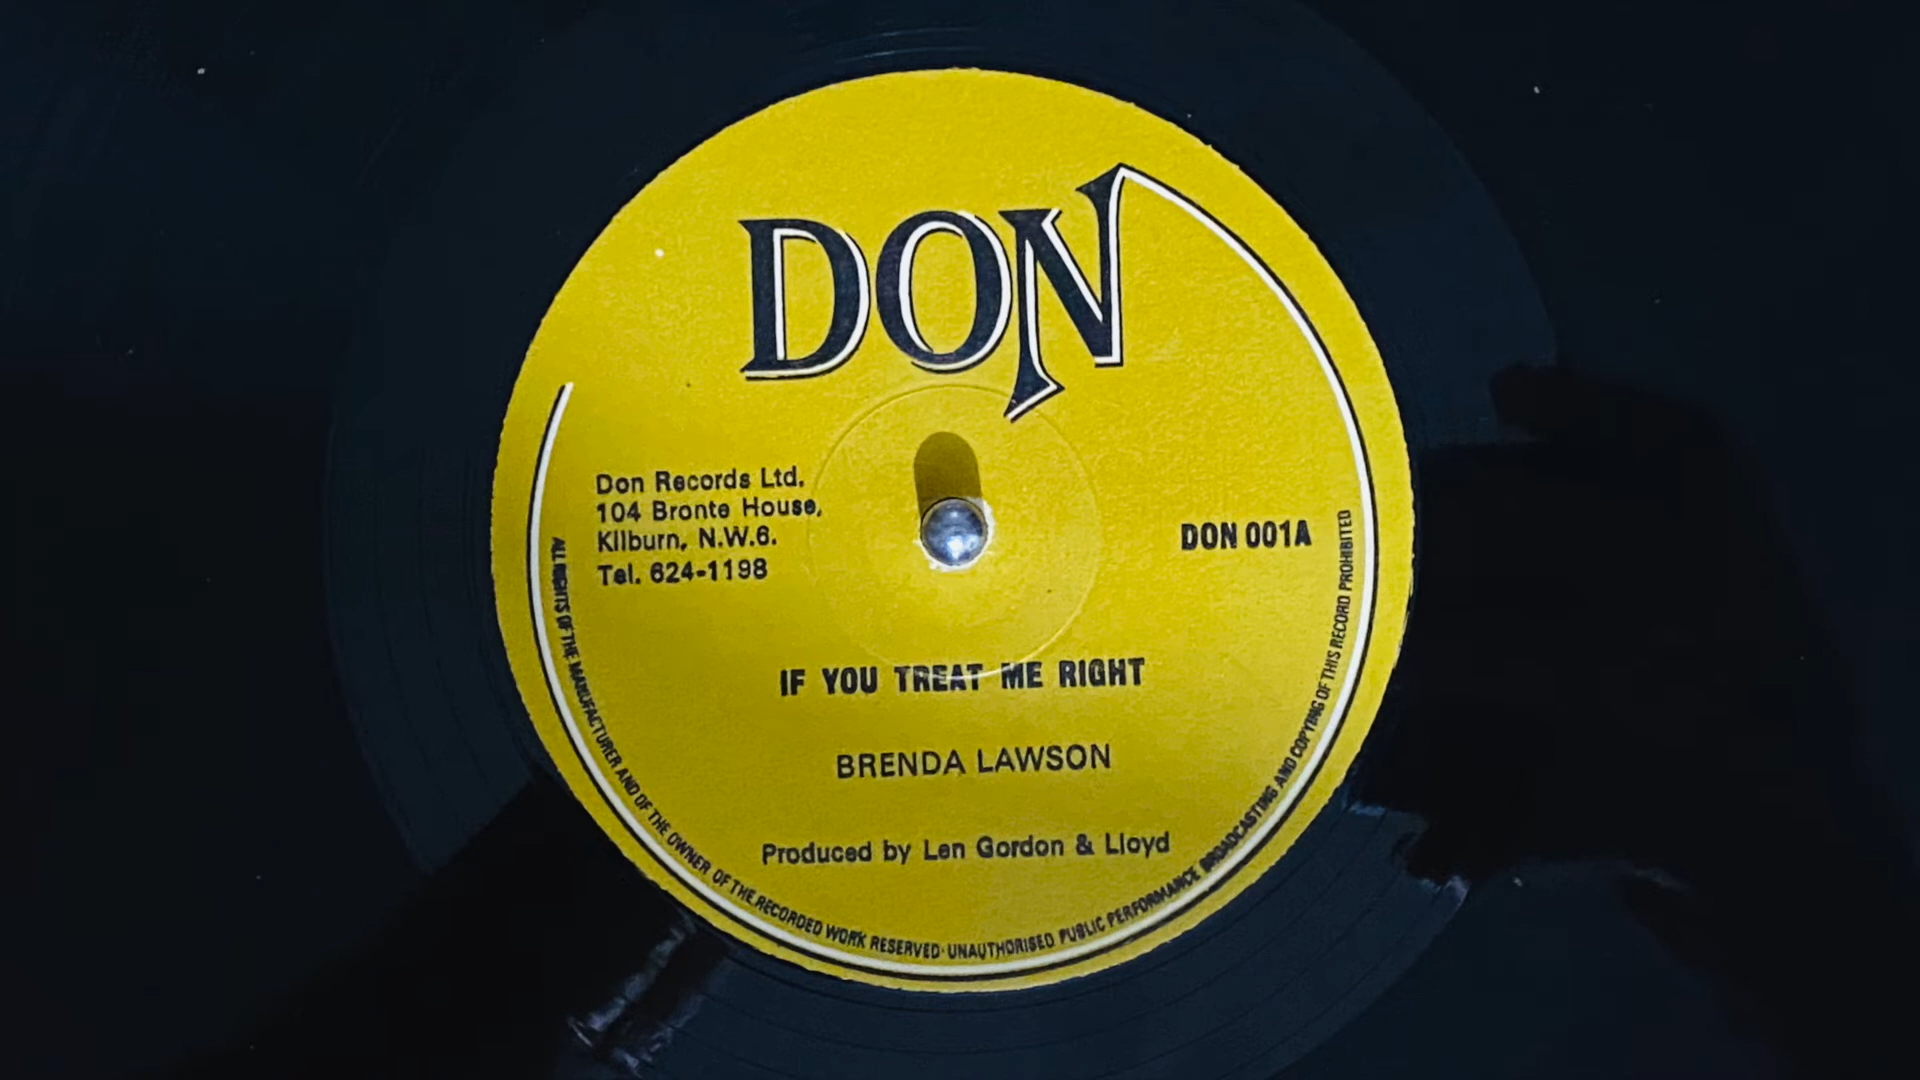 DON
Don Records Ltd.
104 Bronte House,
Kilburn, N.W.6.
Tel. 624-1198
DON 001A
IF YOU TREAT ME RIGHT
BRENDA LAWSON
Produced by Len Gordon & Lloyd
ALL RIGHTS OF THE MANUFACTURER AND OF THE OWNER OF THE RECORDED WORK RESERVED· UNAUTHORISED PUBLIC PERFORMANCE BROADCASTING AND COPYING OF THIS RECORD PROHIBITED